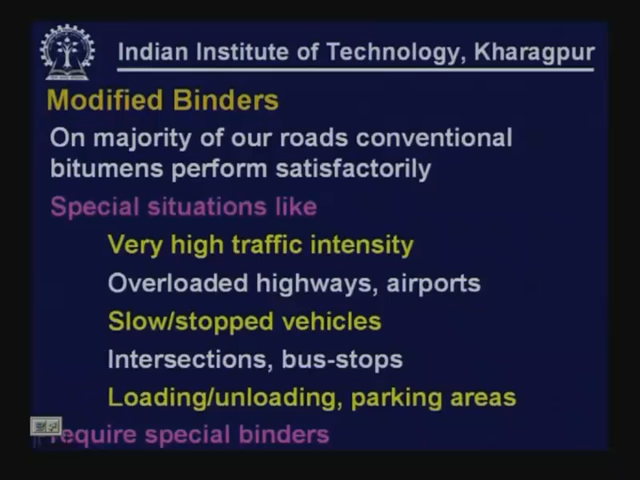 Indian Institute of Technology, Kharagpur
Modified Binders
On majority of our roads conventional
bitumens perform satisfactorily
Special situations like
Very high traffic intensity
Overloaded highways, airports
Slow/stopped vehicles
Intersections, bus-stops
Loading/unloading, parking areas
require special binders